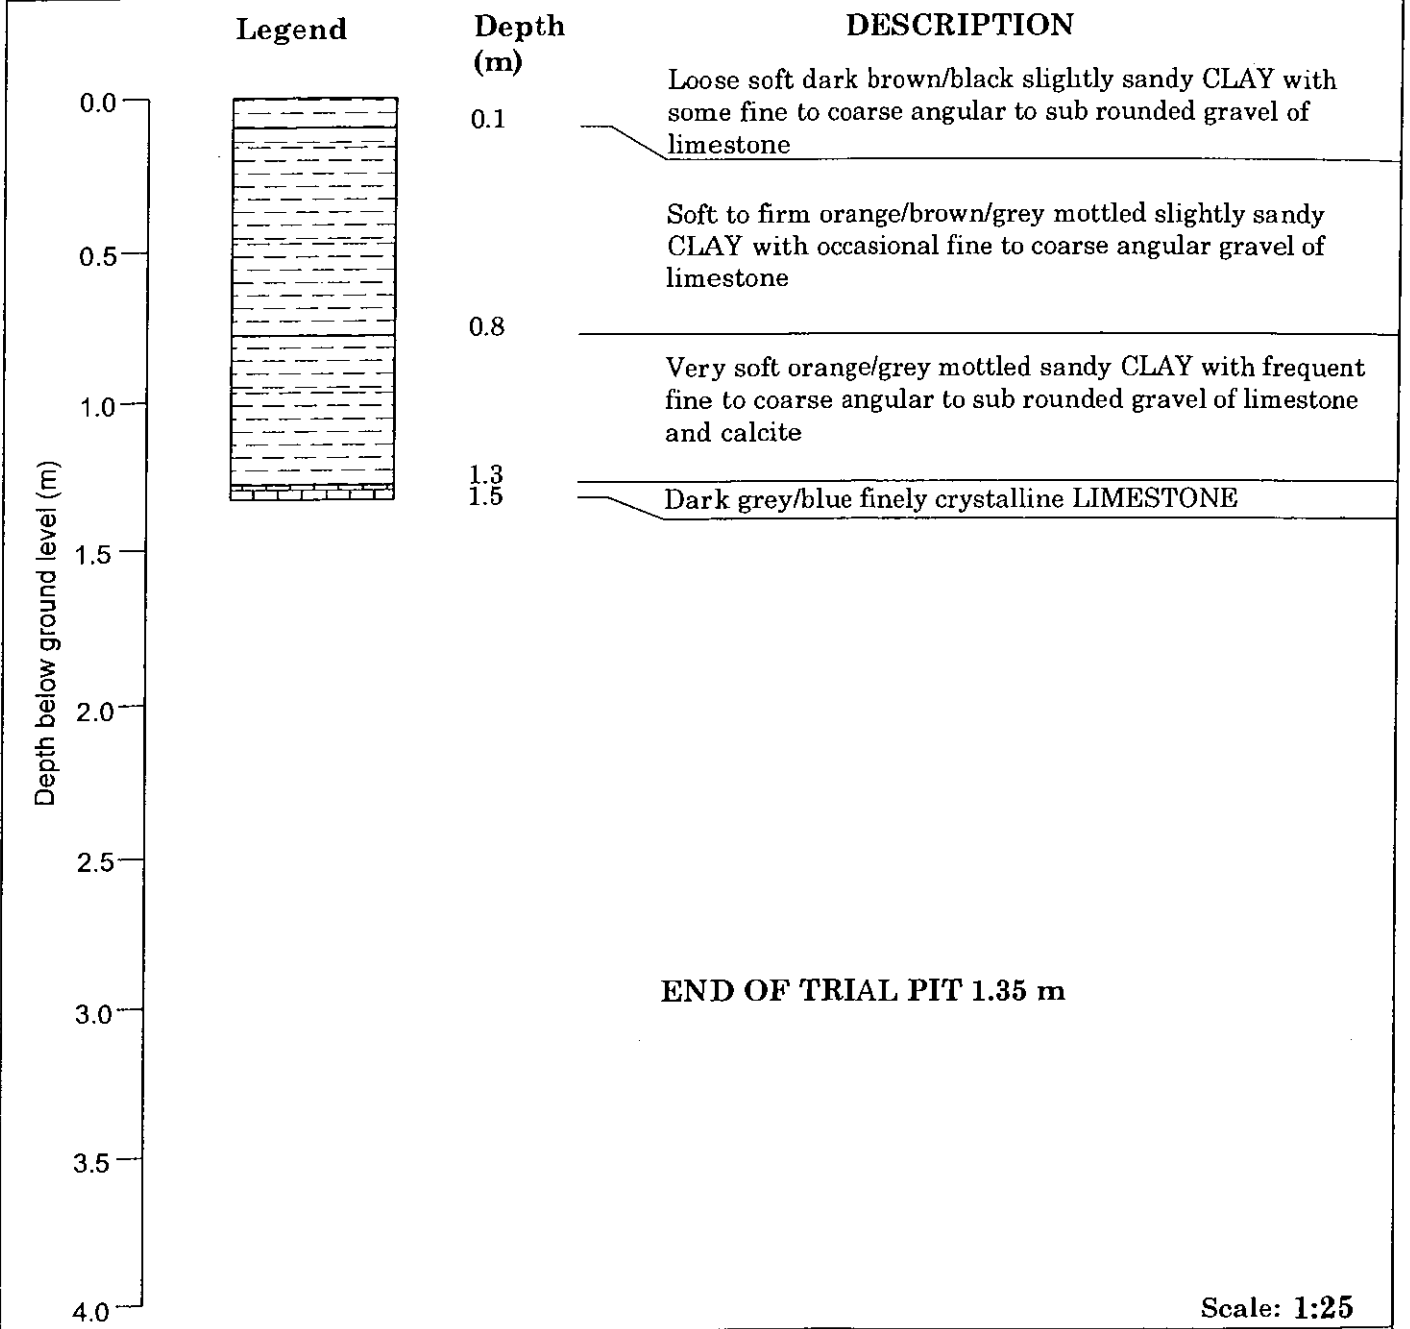 Legend
Depth
(m)
DESCRIPTION
Loose soft dark brown/black slightly sandy CLAY with
some fine to coarse angular to sub rounded gravel of
limestone
0.0
0.1
Soft to firm orange/brown/grey mottled slightly sandy
CLAY with occasional fine to coarse angular gravel of
limestone
0.5
0.8
Very soft orange/grey mottled sandy CLAY with frequent
fine to coarse angular to sub rounded gravel of limestone
and calcite
1.0
1.3
1.5
Dark grey/blue finely crystalline LIMESTONE
Depth below ground level (m)
1.5
2.0
2.5
END OF TRIAL PIT 1.35 m
3.0
3.5
4.0
Scale: 1:25